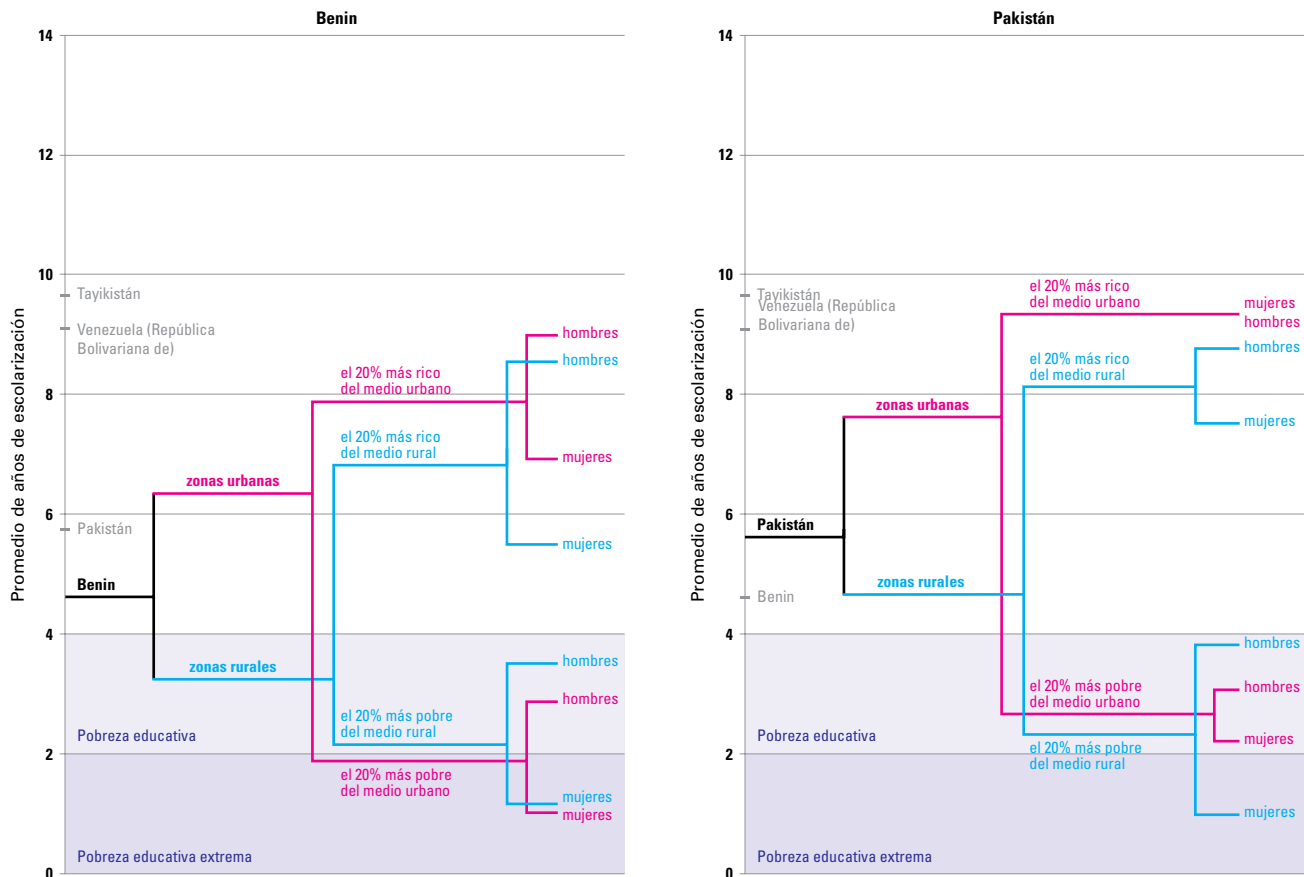 Benin
14
12
10
8
6
4
2
0
Promedio de años de escolarización
Tayikistán
Venezuela (República
Bolivariana de)
Pakistán
Benin
zonas urbanas
zonas rurales
el 20% más rico
del medio urbano
el 20% más rico
del medio rural
el 20% más pobre
del medio rural
el 20% más pobre
del medio urbano
hombres
hombres
mujeres
mujeres
hombres
hombres
mujeres
mujeres
Pobreza educativa
Pobreza educativa extrema
Pakistán
14
12
10
8
6
4
2
0
Promedio de años de escolarización
Tayikistán
Venezuela (República
Bolivariana de)
Pakistán
Benin
zonas urbanas
zonas rurales
el 20% más rico
del medio urbano
el 20% más rico
del medio rural
el 20% más pobre
del medio urbano
el 20% más pobre
del medio rural
mujeres
hombres
hombres
mujeres
hombres
hombres
mujeres
mujeres
Pobreza educativa
Pobreza educativa extrema